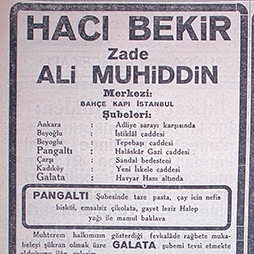 HACI BEKİR
Zade
ALİ MUHİDDİN
Merkezi:
BAHÇE KAPI İSTANBUL
Şubeleri:
Ankara : Adliye sarayı karşısında
Beyoğlu : İstiklâl caddesi
Beyoglu : Tepebaşı caddesi
Pangaltı : Halâskâr Gazi caddesi
Çarşı : Sandal bedesteni
Kadıköy : Yeni İskele caddesi
Galata : Havyar Hanı altında
PANGALTI Şubesinde taze pasta, çay için nefis
bisküi, emsalsiz çikolata, gayet leziz Halep
yağı ile mamul baklava
Muhterem balkımızın gösterdiği fevkalâde rağbete muka-
beleyi şükran olmak üzre GALATA şubemi tevsi etmekte